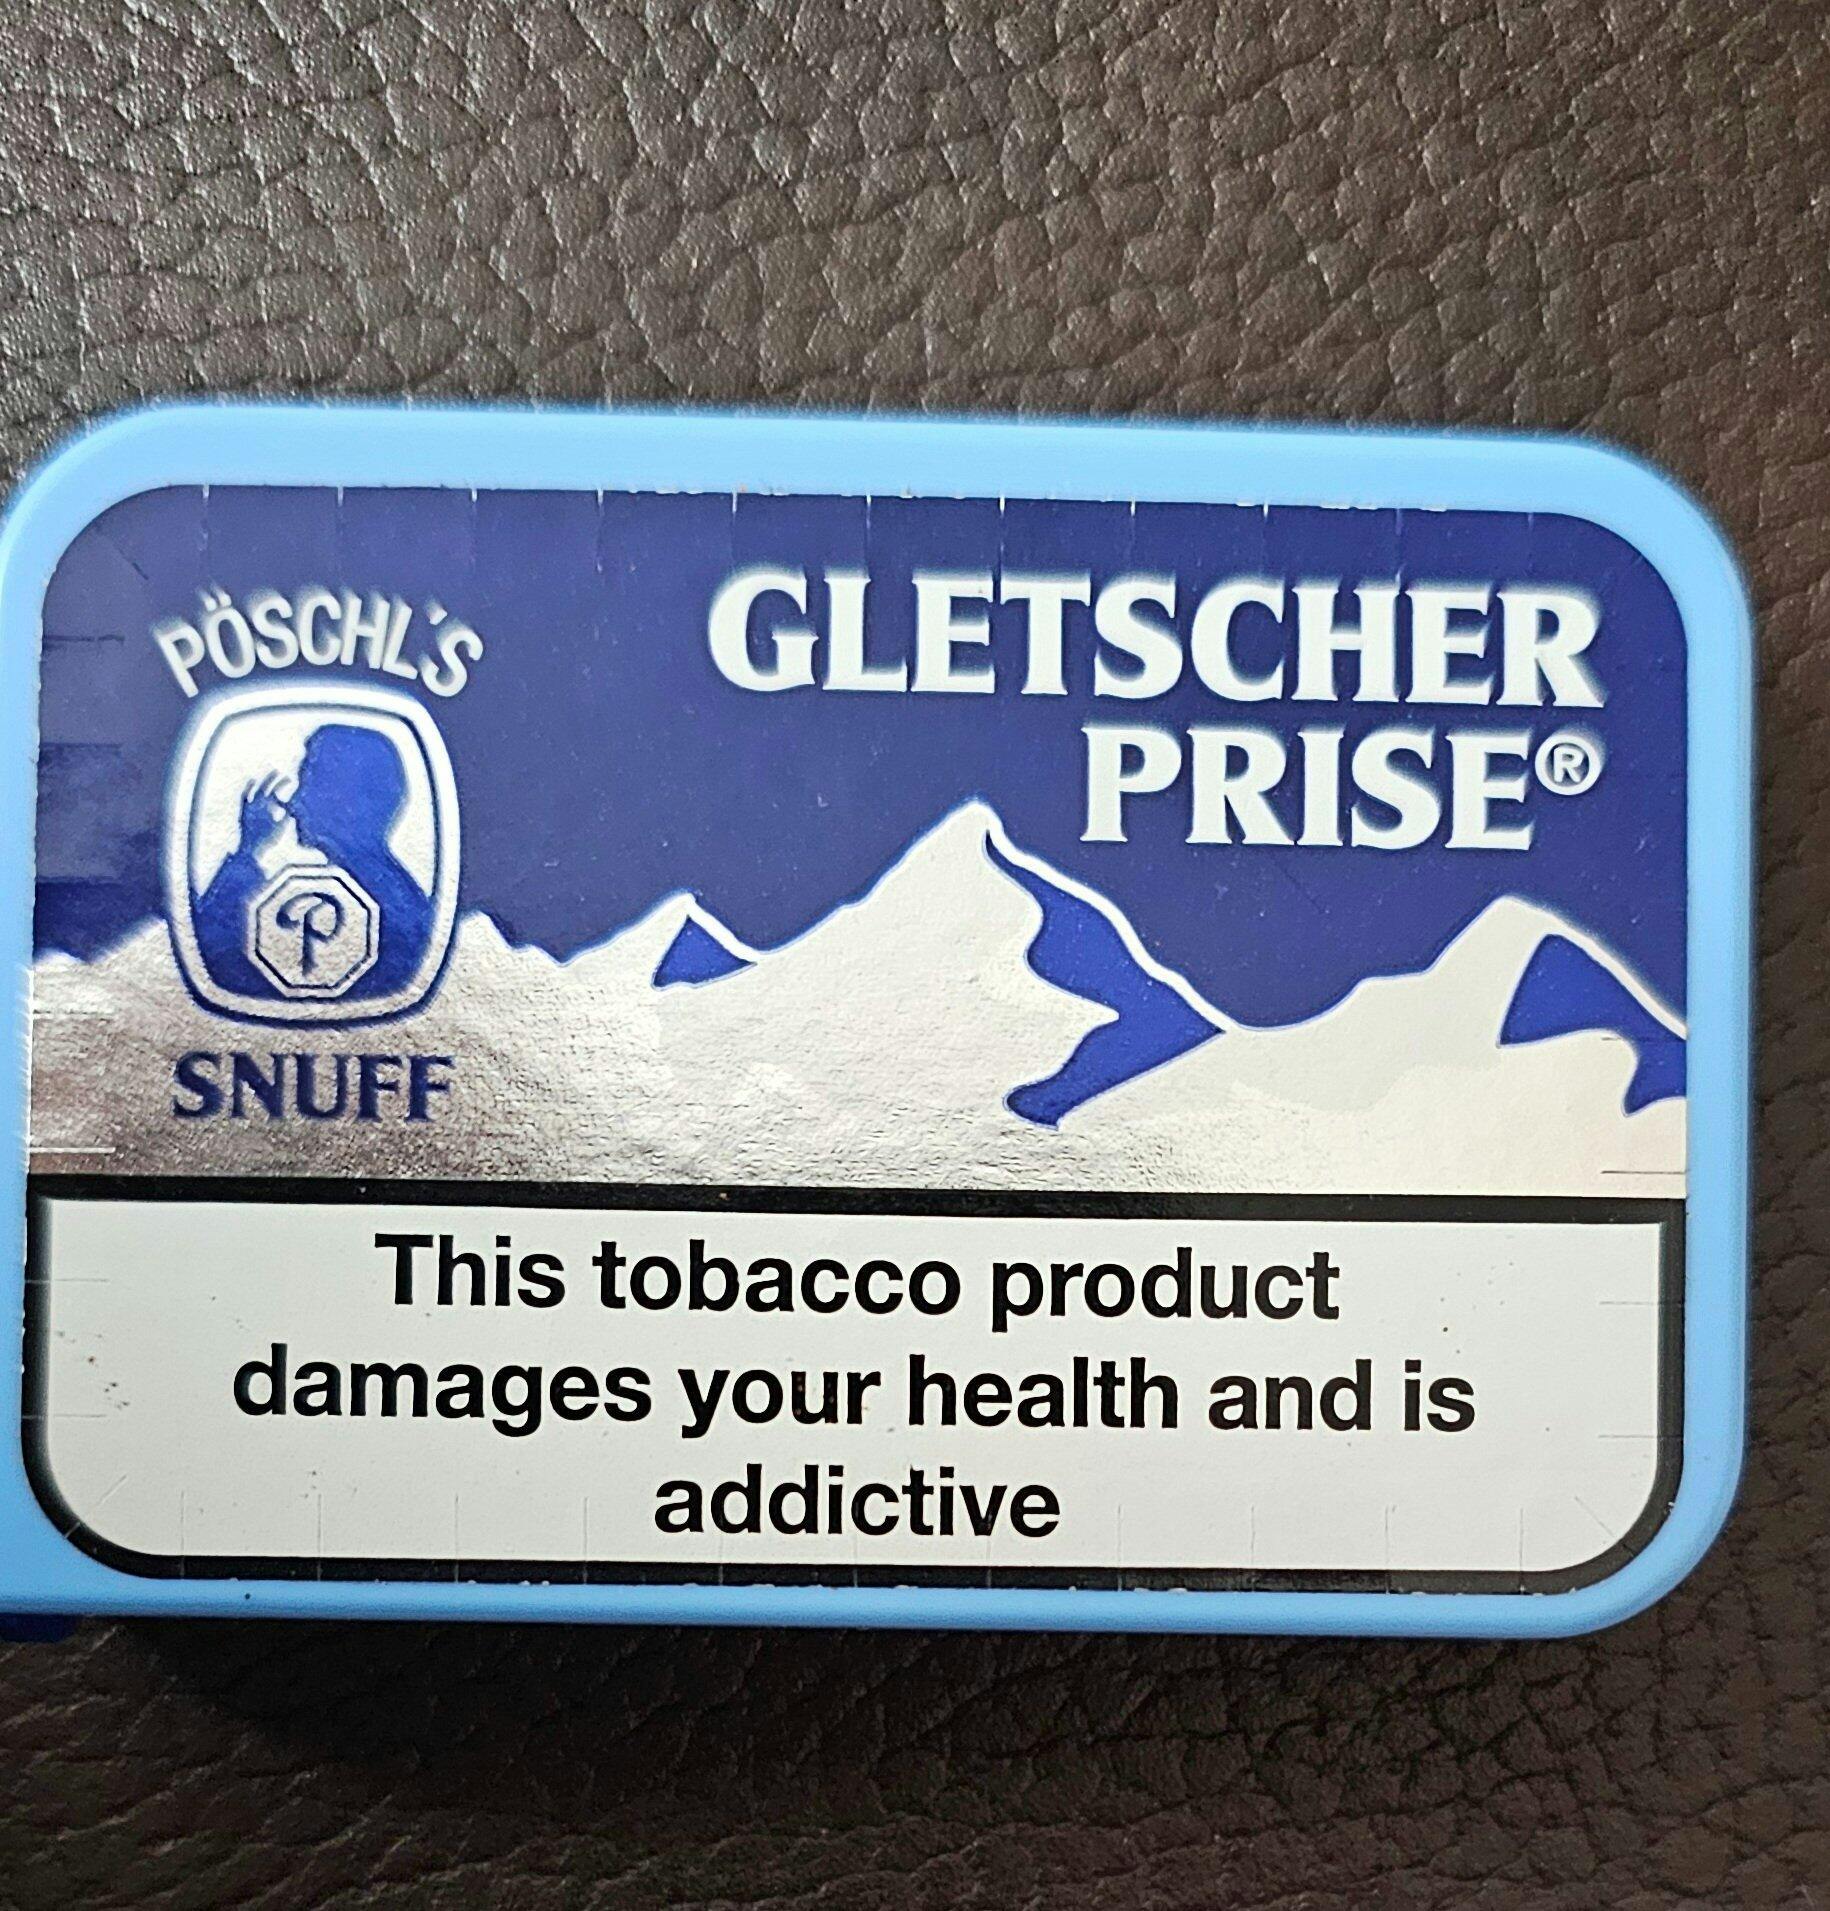 PÖSCHL'S
P
SNUFF
GLETSCHER
PRISE®
This tobacco product
damages your health and is
addictive